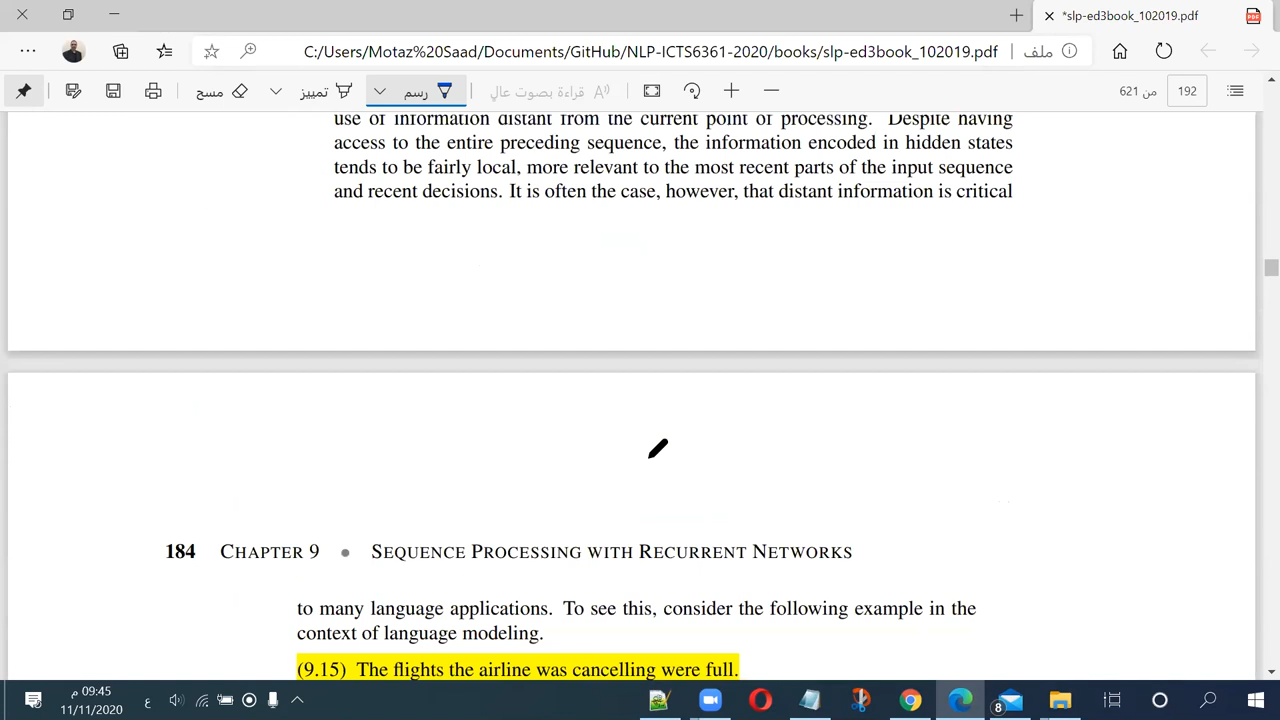 *slp-ed3book_102019.pdf
C:/Users/Motaz%20Saad/Documents/GitHub/NLP-ICTS6361-2020/books/slp-ed3book_102019.pdf
ملف
مسح
تمييز
رسم
قراءة بصوت عالٍ
192 من 621
use of information distant from the current point of processing. Despite having
access to the entire preceding sequence, the information encoded in hidden states
tends to be fairly local, more relevant to the most recent parts of the input sequence
and recent decisions. It is often the case, however, that distant information is critical
184 CHAPTER 9 • SEQUENCE PROCESSING WITH RECURRENT NETWORKS
to many language applications. To see this, consider the following example in the
context of language modeling.
(9.15) The flights the airline was cancelling were full.
09:45 م
11/11/2020
ع
8